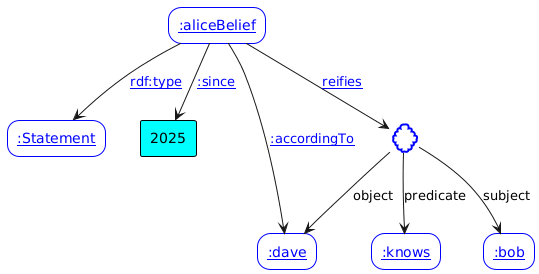 :aliceBelief
rdf:type
:since
reifies
:Statement
2025
:accordingTo
object
predicate
subject
:dave
:knows
:bob